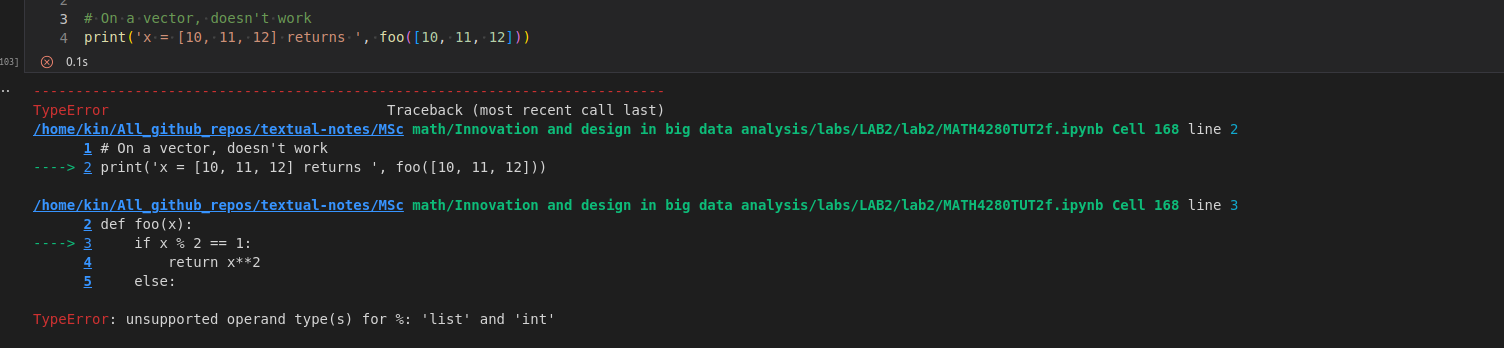 2
3 # On a vector, doesn't work
4 print('x = [10, 11, 12] returns ', foo([10, 11, 12]))
103] 0.1s
..
---------------------------------------------------------------------------
TypeError                                 Traceback (most recent call last)
/home/kin/All_github_repos/textual-notes/MSc math/Innovation and design in big data analysis/labs/LAB2/lab2/MATH4280TUT2f.ipynb Cell 168 line 2
      1 # On a vector, doesn't work
----> 2 print('x = [10, 11, 12] returns ', foo([10, 11, 12]))
/home/kin/All_github_repos/textual-notes/MSc math/Innovation and design in big data analysis/labs/LAB2/lab2/MATH4280TUT2f.ipynb Cell 168 line 3
      2 def foo(x):
----> 3     if x % 2 == 1:
      4         return x**2
      5     else:
TypeError: unsupported operand type(s) for %: 'list' and 'int'